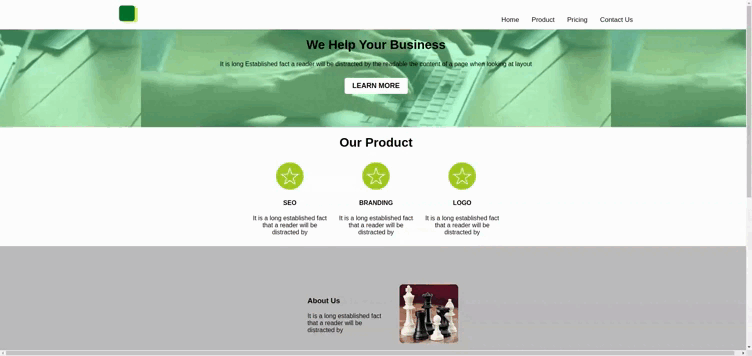 Home Product Pricing Contact Us
We Help Your Business
It is long Established fact a reader will be distracted by the readable the content of a page when looking at layout
LEARN MORE
Our Product
SEO
It is a long established fact
that a reader will be
distracted by
BRANDING
It is a long established fact
that a reader will be
distracted by
LOGO
It is a long established fact
that a reader will be
distracted by
About Us
It is a long established fact
that a reader will be
distracted by